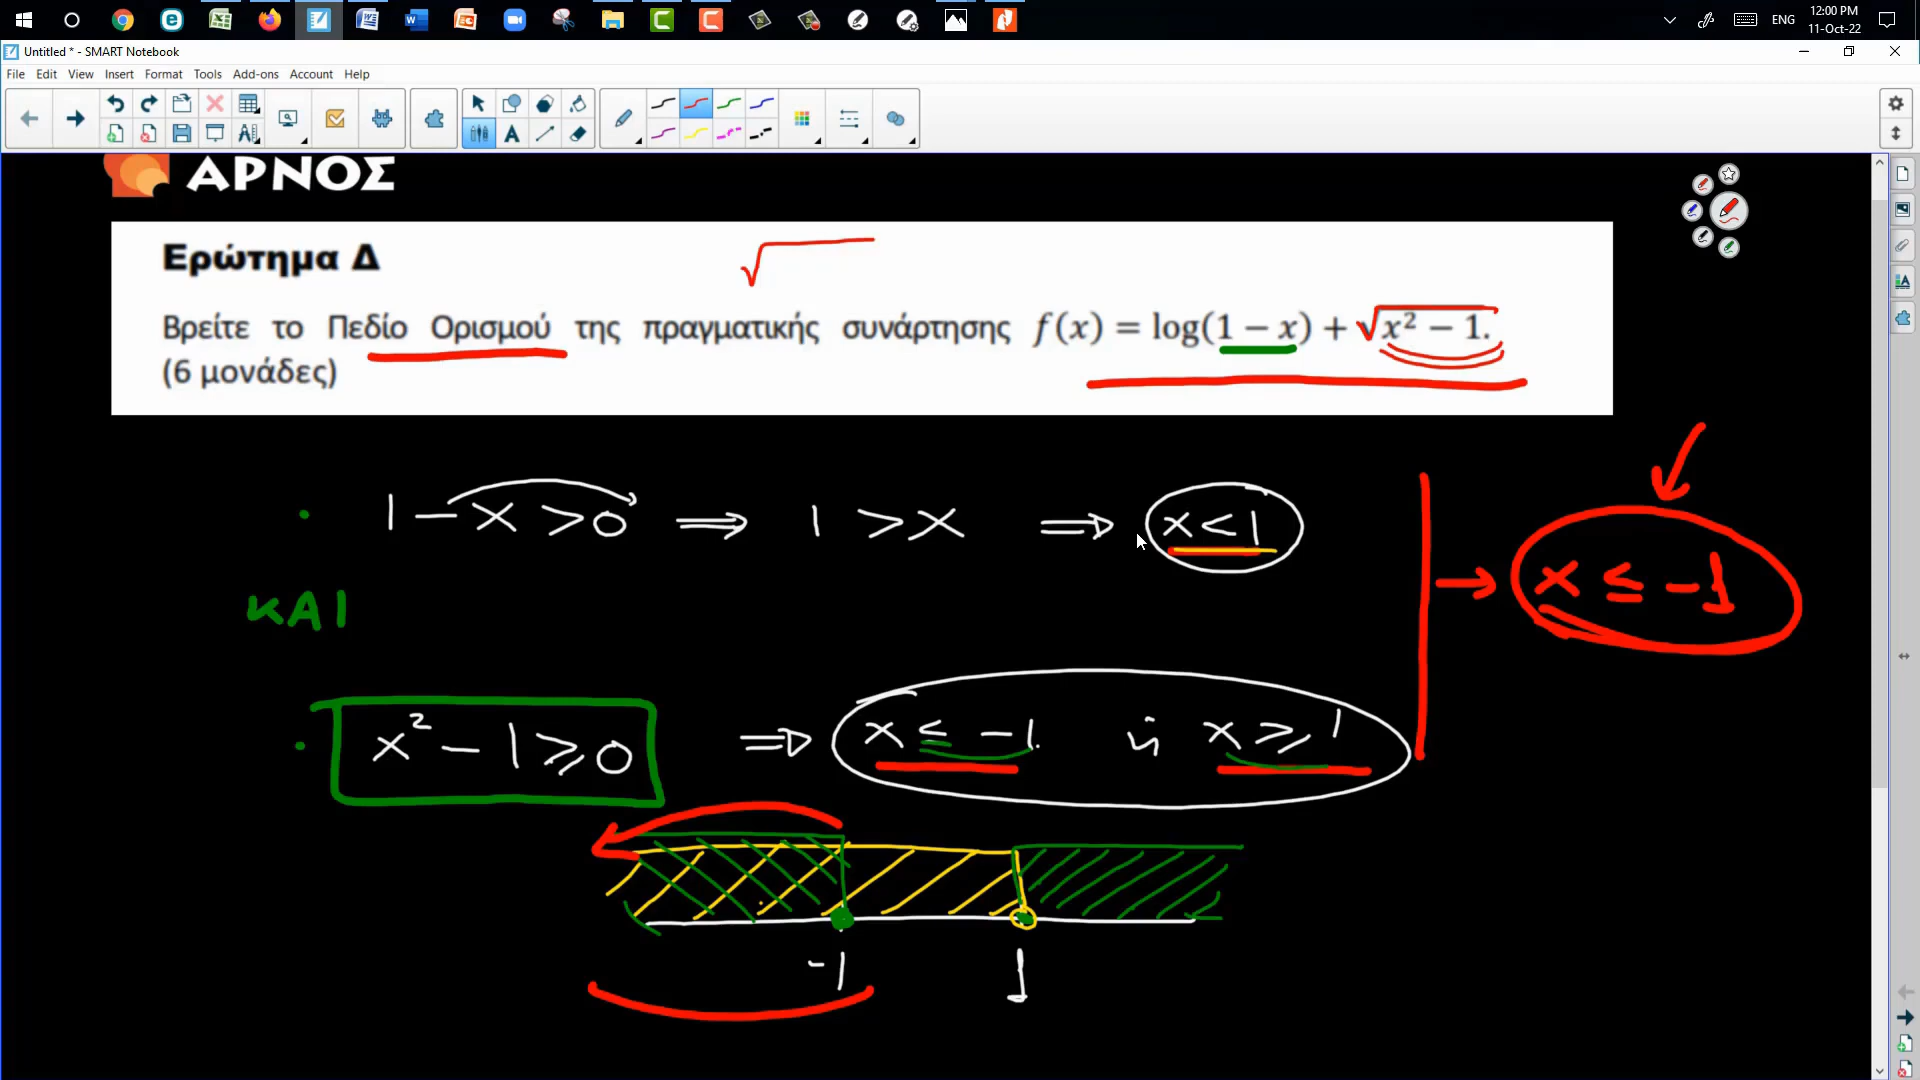 12:00 PM
ENG
11-Oct-22
Untitled * - SMART Notebook
File Edit View Insert Format Tools Add-ons Account Help
ΑΡΝΟΣ
Ερώτημα Δ
Βρείτε το Πεδίο Ορισμού της πραγματικής συνάρτησης f(x) = log(1 − x) + √x² − 1.
(6 μονάδες)
1 − x > 0 ⟹ 1 > x ⟹ x < 1
→ x ≤ −1
ΚΑΙ
x² − 1 ≥ 0 ⟹ x ≤ −1 ή x ≥ 1
-1 1